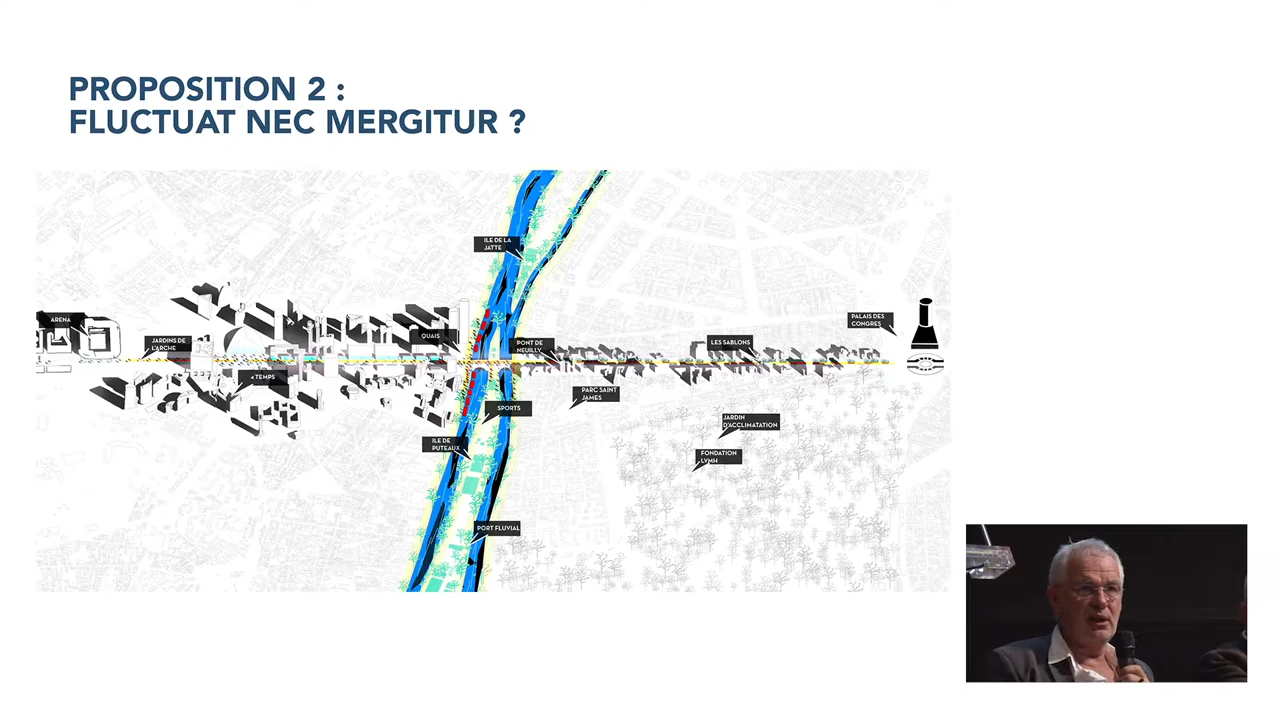 PROPOSITION 2 :
FLUCTUAT NEC MERGITUR ?
ILE DE LA
JATTE
ARENA
JARDINS DE
L'ARCHE
QUAIS
PONT DE
NEUILLY
LES SABLONS
PALAIS DES
CONGRES
4 TEMPS
PARC SAINT
JAMES
SPORTS
JARDIN
D'ACCLIMATATION
ILE DE
PUTEAUX
FONDATION
LVMH
PORT FLUVIAL